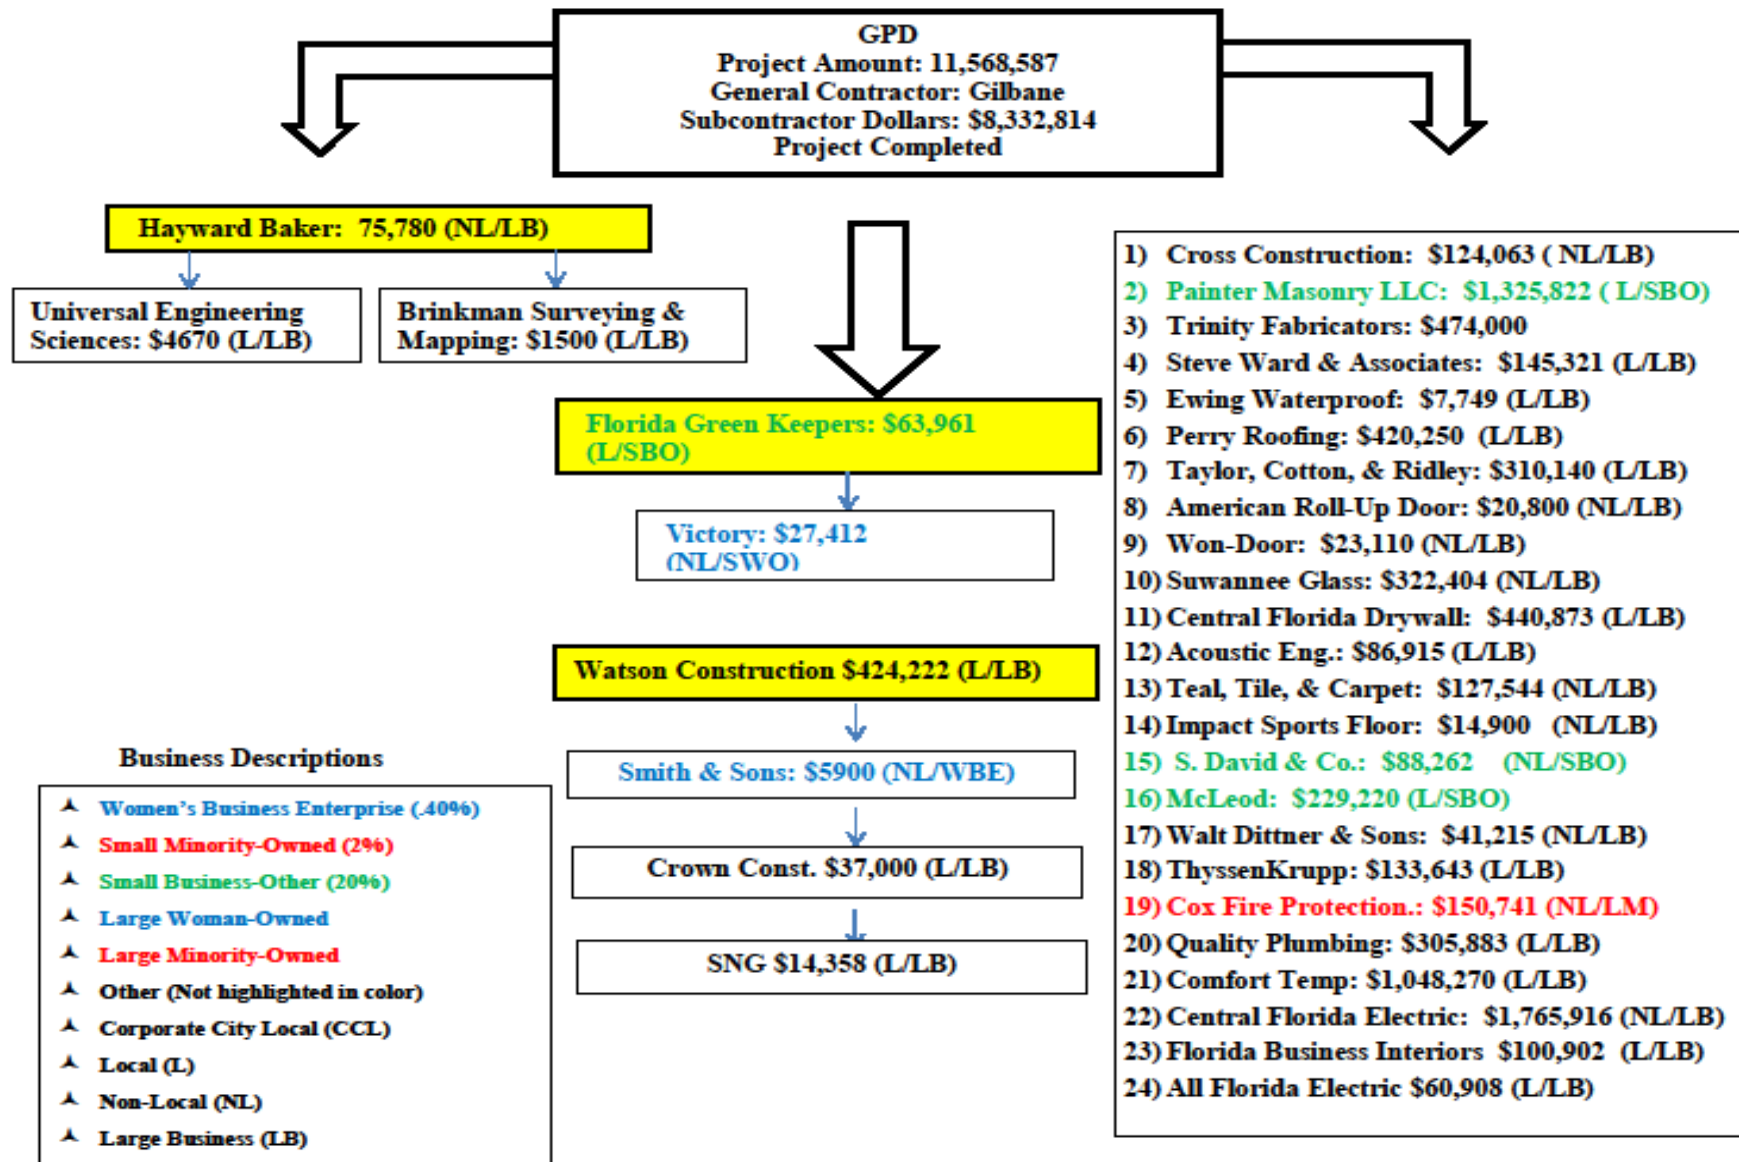 GPD
Project Amount: 11,568,587
General Contractor: Gilbane
Subcontractor Dollars: $8,332,814
Project Completed
Hayward Baker: 75,780 (NL/LB)
Universal Engineering
Sciences: $4670 (L/LB)
Brinkman Surveying &
Mapping: $1500 (L/LB)
Florida Green Keepers: $63,961
(L/SBO)
Victory: $27,412
(NL/SWO)
Watson Construction $424,222 (L/LB)
Smith & Sons: $5900 (NL/WBE)
Crown Const. $37,000 (L/LB)
SNG $14,358 (L/LB)
Business Descriptions
Women’s Business Enterprise (.40%)
Small Minority-Owned (2%)
Small Business-Other (20%)
Large Woman-Owned
Large Minority-Owned
Other (Not highlighted in color)
Corporate City Local (CCL)
Local (L)
Non-Local (NL)
Large Business (LB)
1) Cross Construction: $124,063 ( NL/LB)
2) Painter Masonry LLC: $1,325,822 ( L/SBO)
3) Trinity Fabricators: $474,000
4) Steve Ward & Associates: $145,321 (L/LB)
5) Ewing Waterproof: $7,749 (L/LB)
6) Perry Roofing: $420,250 (L/LB)
7) Taylor, Cotton, & Ridley: $310,140 (L/LB)
8) American Roll-Up Door: $20,800 (NL/LB)
9) Won-Door: $23,110 (NL/LB)
10) Suwannee Glass: $322,404 (NL/LB)
11) Central Florida Drywall: $440,873 (L/LB)
12) Acoustic Eng.: $86,915 (L/LB)
13) Teal, Tile, & Carpet: $127,544 (NL/LB)
14) Impact Sports Floor: $14,900 (NL/LB)
15) S. David & Co.: $88,262 (NL/SBO)
16) McLeod: $229,220 (L/SBO)
17) Walt Dittner & Sons: $41,215 (NL/LB)
18) ThyssenKrupp: $133,643 (L/LB)
19) Cox Fire Protection.: $150,741 (NL/LM)
20) Quality Plumbing: $305,883 (L/LB)
21) Comfort Temp: $1,048,270 (L/LB)
22) Central Florida Electric: $1,765,916 (NL/LB)
23) Florida Business Interiors $100,902 (L/LB)
24) All Florida Electric $60,908 (L/LB)